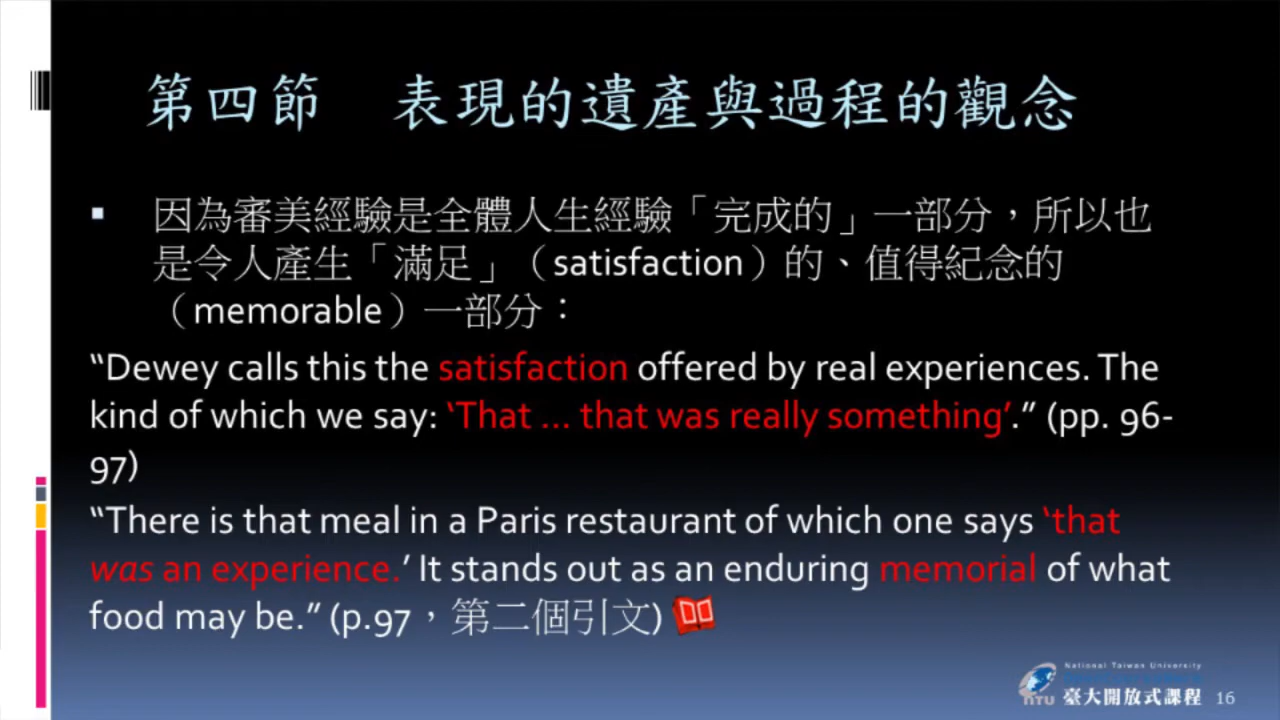 第四節　表現的遺產與過程的觀念
因為審美經驗是全體人生經驗「完成的」一部分，所以也
是令人產生「滿足」（satisfaction）的、值得紀念的
（memorable）一部分：
“Dewey calls this the satisfaction offered by real experiences. The
kind of which we say: ‘That … that was really something’.” (pp. 96-
97)
“There is that meal in a Paris restaurant of which one says ‘that
was an experience.’ It stands out as an enduring memorial of what
food may be.” (p.97，第二個引文)
National Taiwan University
NTU 臺大開放式課程 16